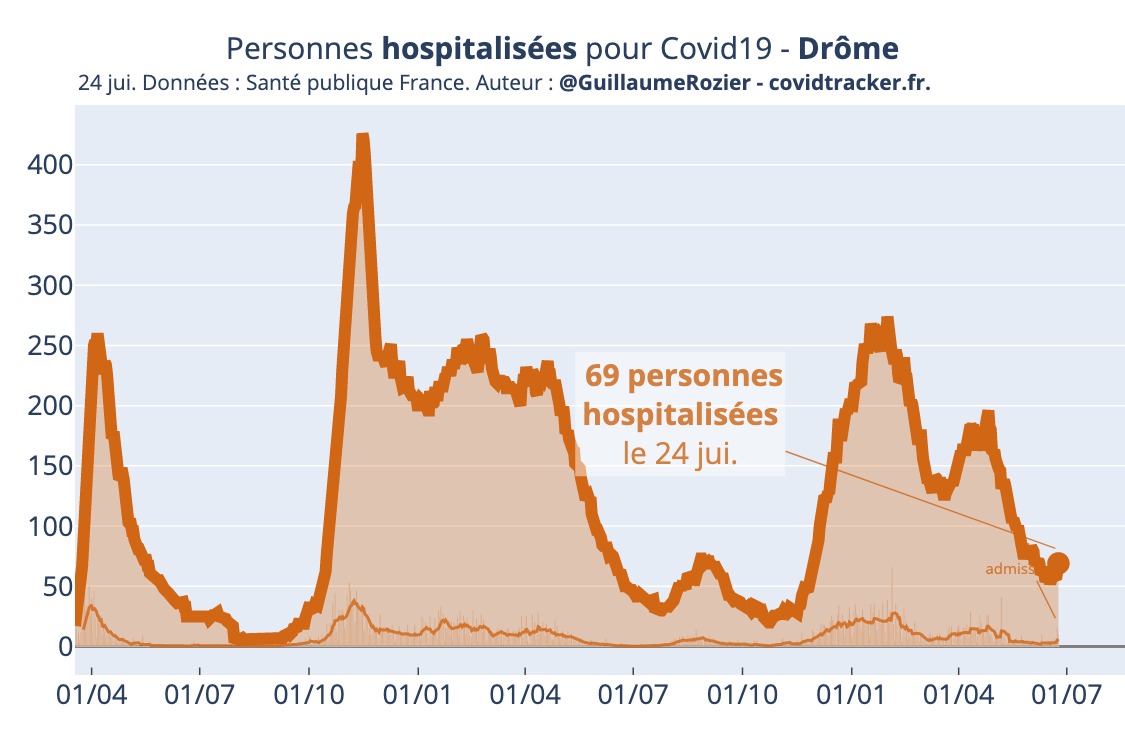 Personnes hospitalisées pour Covid19 - Drôme
24 jui. Données : Santé publique France. Auteur : @GuillaumeRozier - covidtracker.fr.
400
350
300
250
200
150
100
50
0
69 personnes
hospitalisées
le 24 jui.
01/04 01/07 01/10 01/01 01/04 01/07 01/10 01/01 01/04 01/07